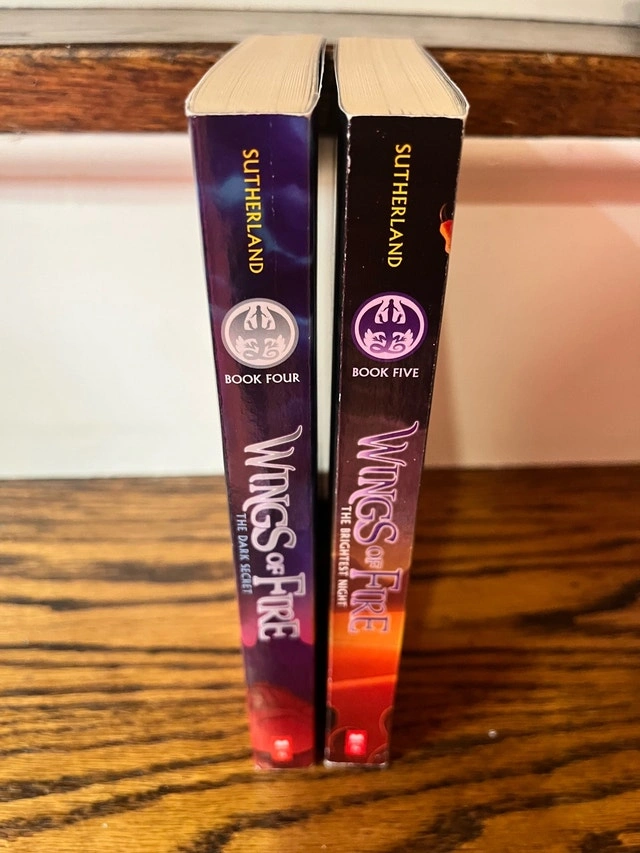 SUTHERLAND
BOOK FOUR
WINGS OF FIRE
THE DARK SECRET
SUTHERLAND
BOOK FIVE
WINGS OF FIRE
THE BRIGHTEST NIGHT